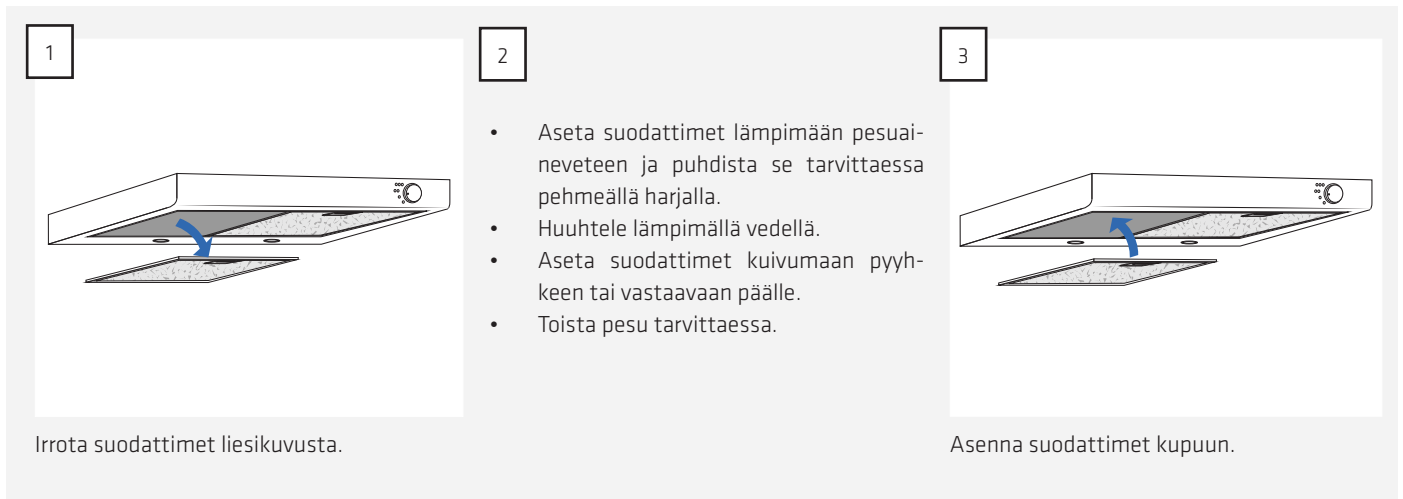 1
Irrota suodattimet liesikuvusta.
2
• Aseta suodattimet lämpimään pesuai-
neveteen ja puhdista se tarvittaessa
pehmeällä harjalla.
• Huuhtele lämpimällä vedellä.
• Aseta suodattimet kuivumaan pyyh-
keen tai vastaavaan päälle.
• Toista pesu tarvittaessa.
3
Asenna suodattimet kupuun.